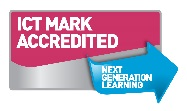 ICT MARK
ACCREDITED
NEXT
GENERATION
LEARNING